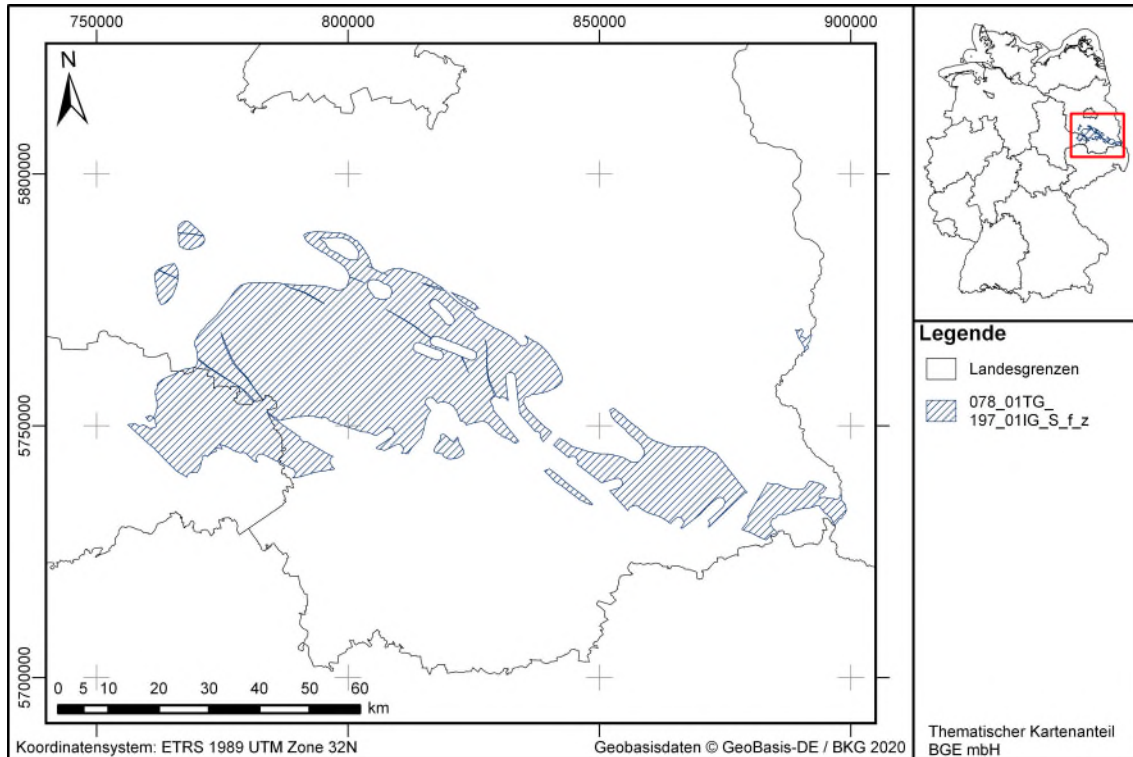 750000 800000 850000 900000
N
5800000
5750000
5700000
0 5 12 20 30 40 50 60
km
Koordinatensystem: ETRS 1989 UTM Zone 32N
Geobasisdaten © GeoBasis-DE / BKG 2020
Legende
Landesgrenzen
078_01TG_
197_01IG_S_f_z
Thematischer Kartenanteil
BGE mbH